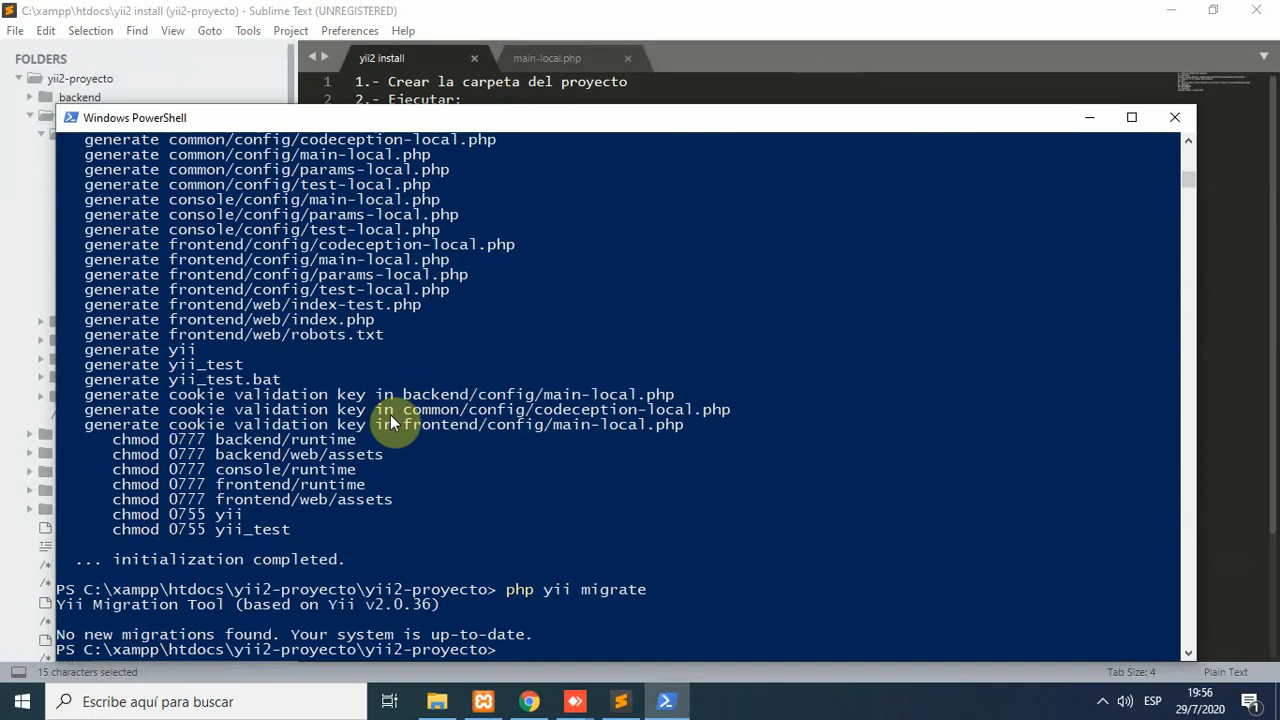 C:\xampp\htdocs\yii2 install (yii2-proyecto) - Sublime Text (UNREGISTERED)
File Edit Selection Find View Goto Tools Project Preferences Help
FOLDERS
yii2-proyecto
backend
yii2 install
main-local.php
1 1.- Crear la carpeta del proyecto
2 2.- Ejecutar:
Windows PowerShell
generate common/config/codeception-local.php
generate common/config/main-local.php
generate common/config/params-local.php
generate common/config/test-local.php
generate console/config/main-local.php
generate console/config/params-local.php
generate console/config/test-local.php
generate frontend/config/codeception-local.php
generate frontend/config/main-local.php
generate frontend/config/params-local.php
generate frontend/config/test-local.php
generate frontend/web/index-test.php
generate frontend/web/index.php
generate frontend/web/robots.txt
generate yii
generate yii_test
generate yii_test.bat
generate cookie validation key in backend/config/main-local.php
generate cookie validation key in common/config/codeception-local.php
generate cookie validation key in frontend/config/main-local.php
chmod 0777 backend/runtime
chmod 0777 backend/web/assets
chmod 0777 console/runtime
chmod 0777 frontend/runtime
chmod 0777 frontend/web/assets
chmod 0755 yii
chmod 0755 yii_test
... initialization completed.
PS C:\xampp\htdocs\yii2-proyecto\yii2-proyecto> php yii migrate
Yii Migration Tool (based on Yii v2.0.36)
No new migrations found. Your system is up-to-date.
PS C:\xampp\htdocs\yii2-proyecto\yii2-proyecto>
15 characters selected
Tab Size: 4
Plain Text
Escribe aquí para buscar
ESP
19:56
29/7/2020
1